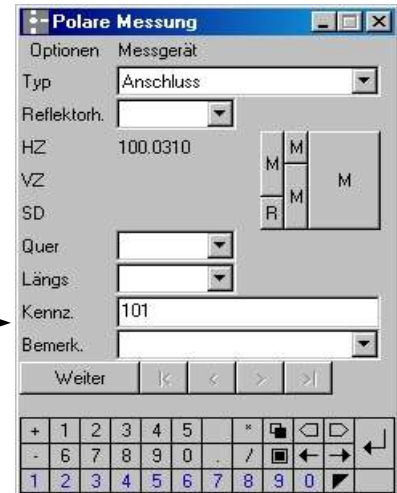 Polare Messung
Optionen Messgerät
Typ Anschluss
Reflektorh.
HZ 100.0310 M M M
VZ M
SD R
Quer
Längs
Kennz. 101
Bemerk.
Weiter |< < > >|
+ 1 2 3 4 5 *
- 6 7 8 9 0 . /
1 2 3 4 5 6 7 8 9 0